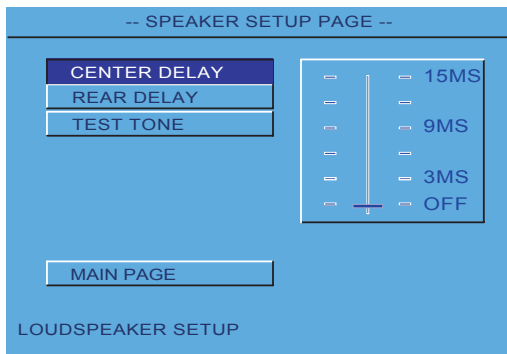 -- SPEAKER SETUP PAGE --
CENTER DELAY
REAR DELAY
TEST TONE
15MS
9MS
3MS
OFF
MAIN PAGE
LOUDSPEAKER SETUP